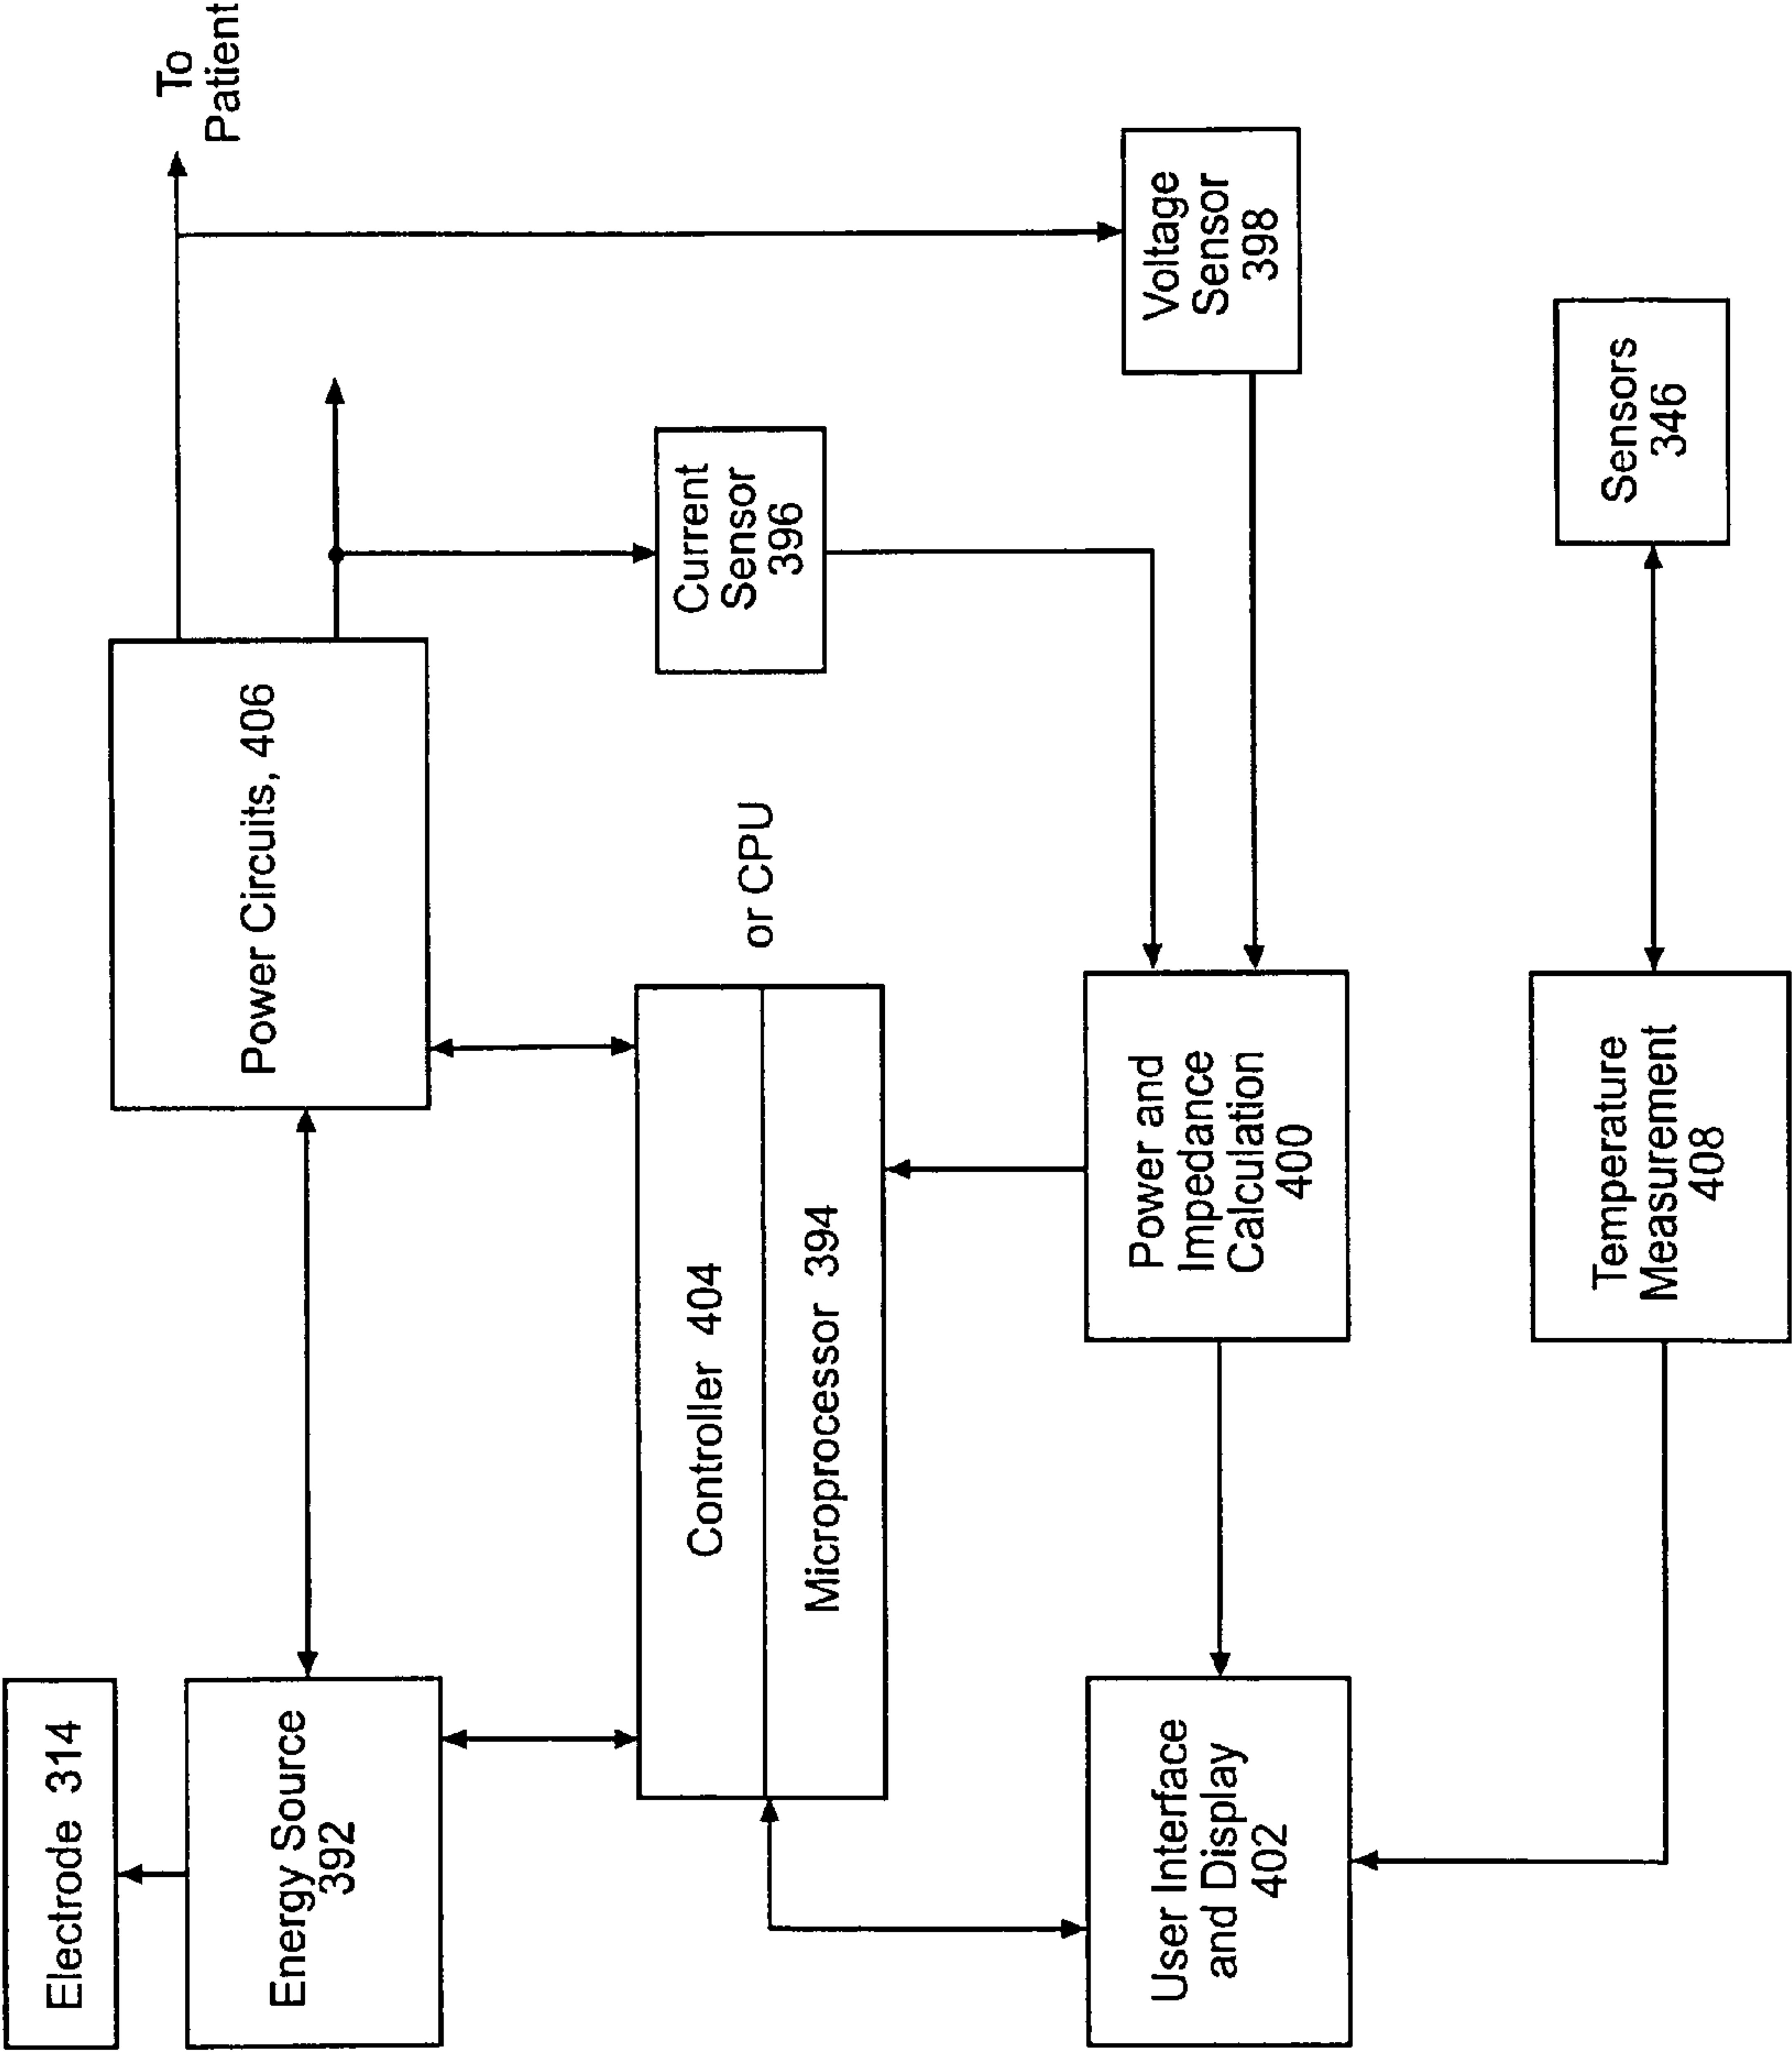 Electrode 314
Energy Source
392
Power Circuits, 406
To
Patient
Controller 404
Microprocessor 394
or CPU
Current
Sensor
396
User Interface
and Display
402
Power and
Impedance
Calculation
400
Voltage
Sensor
398
Temperature
Measurement
408
Sensors
346